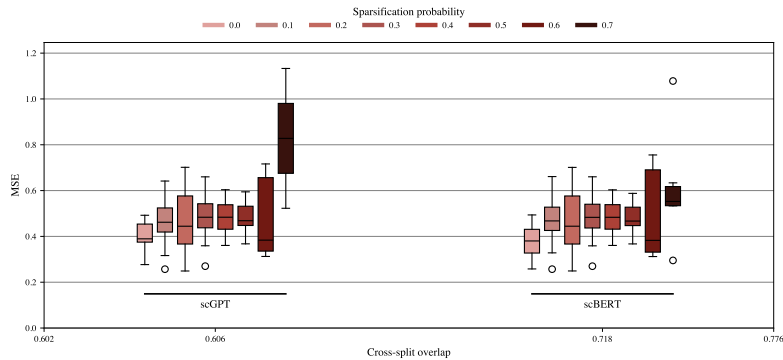 Sparsification probability
0.0 0.1 0.2 0.3 0.4 0.5 0.6 0.7
1.2
1.0
0.8
0.6
0.4
0.2
0.0
MSE
scGPT scBERT
0.602 0.606 0.718 0.776
Cross-split overlap